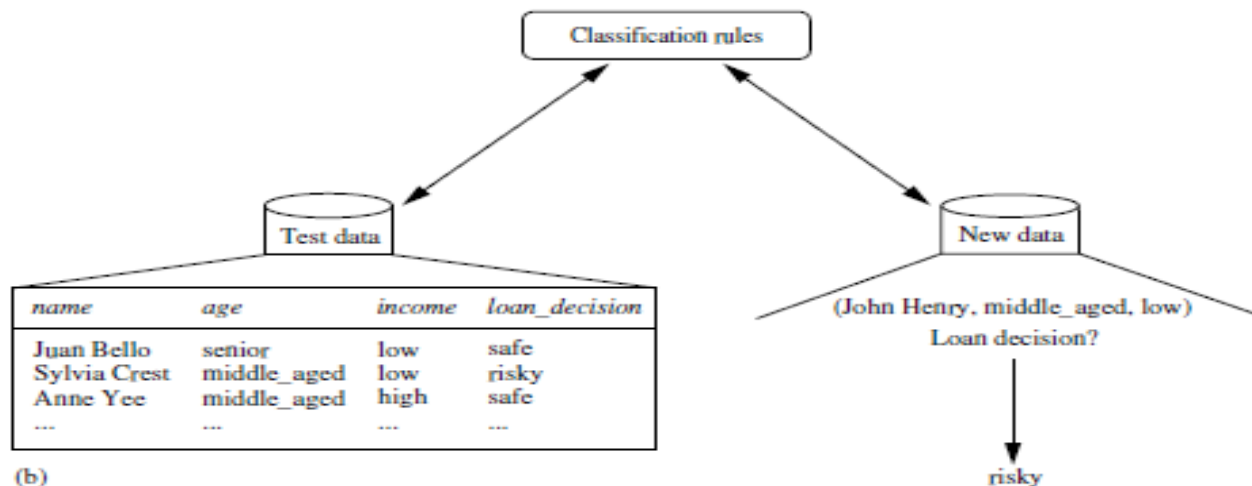 Classification rules
Test data
New data
name age income loan_decision
Juan Bello senior low safe
Sylvia Crest middle_aged low risky
Anne Yee middle_aged high safe
... ... ... ...
(John Henry, middle_aged, low)
Loan decision?
risky
(b)